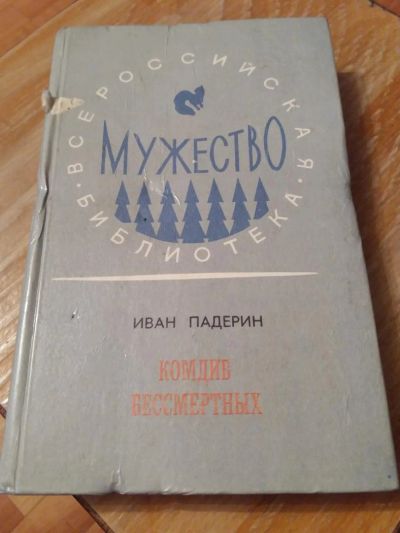 ВСЕРОССИЙСКАЯ
БИБЛИОТЕКА
МУЖЕСТВО
ИВАН ПАДЕРИН
КОМДИВ
БЕССМЕРТНЫХ